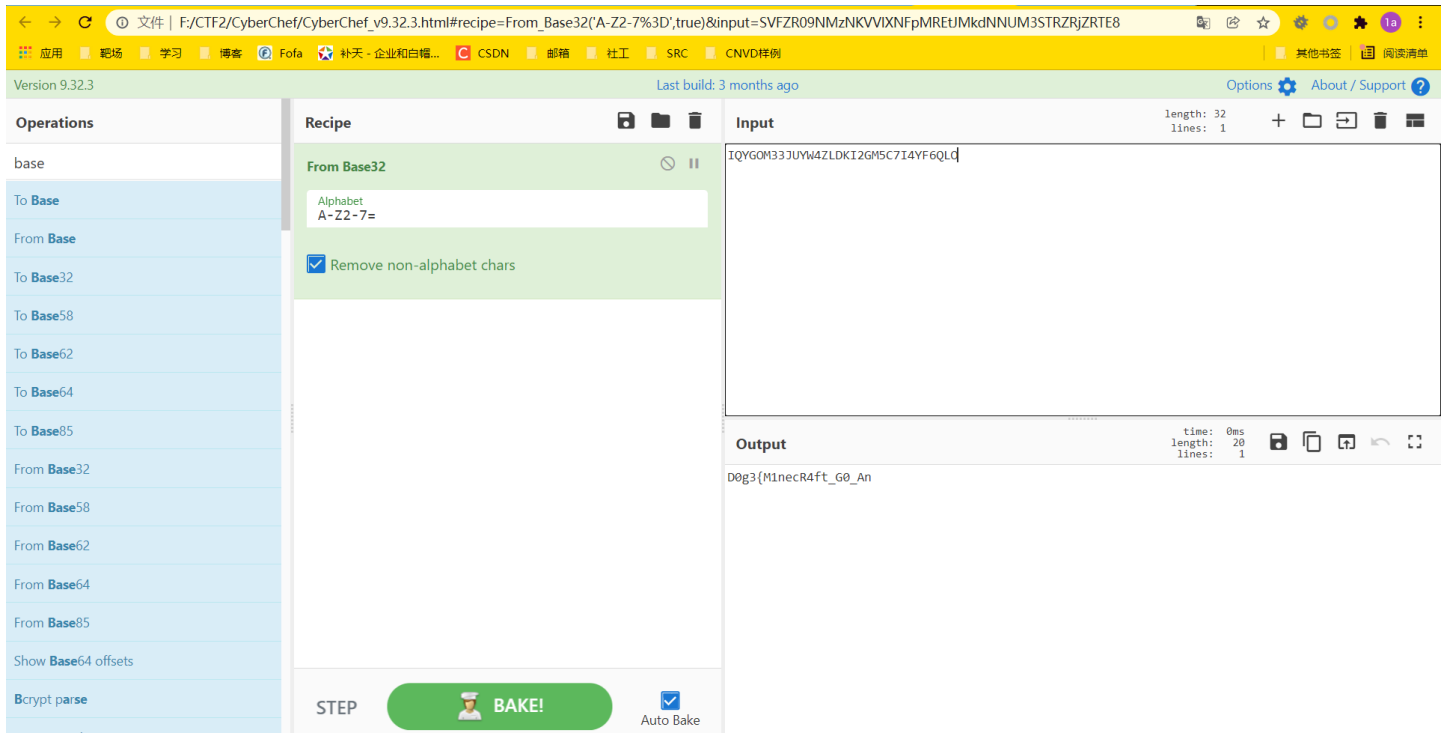 文件 | F:/CTF2/CyberChef/CyberChef_v9.32.3.html#recipe=From_Base32('A-Z2-7%3D',true)&input=SVFZR09NMzNKVVlXNFpMREtJMkdNNUM3STRZRjZRTE8 1a
应用 靶场 学习 博客 Fofa 补天 - 企业和白帽... CSDN 邮箱 社工 SRC CNVD样例 其他书签 阅读清单
Version 9.32.3 Last build: 3 months ago Options About / Support
Operations
base
To Base
From Base
To Base32
To Base58
To Base62
To Base64
To Base85
From Base32
From Base58
From Base62
From Base64
From Base85
Show Base64 offsets
Bcrypt parse
Recipe
From Base32
Alphabet
A-Z2-7=
Remove non-alphabet chars
STEP BAKE! Auto Bake
Input
length: 32
lines: 1
IQYGOM33JUYW4ZLDKI2GM5C7I4YF6QLO
Output
time: 0ms
length: 20
lines: 1
D0g3{M1necR4ft_G0_An